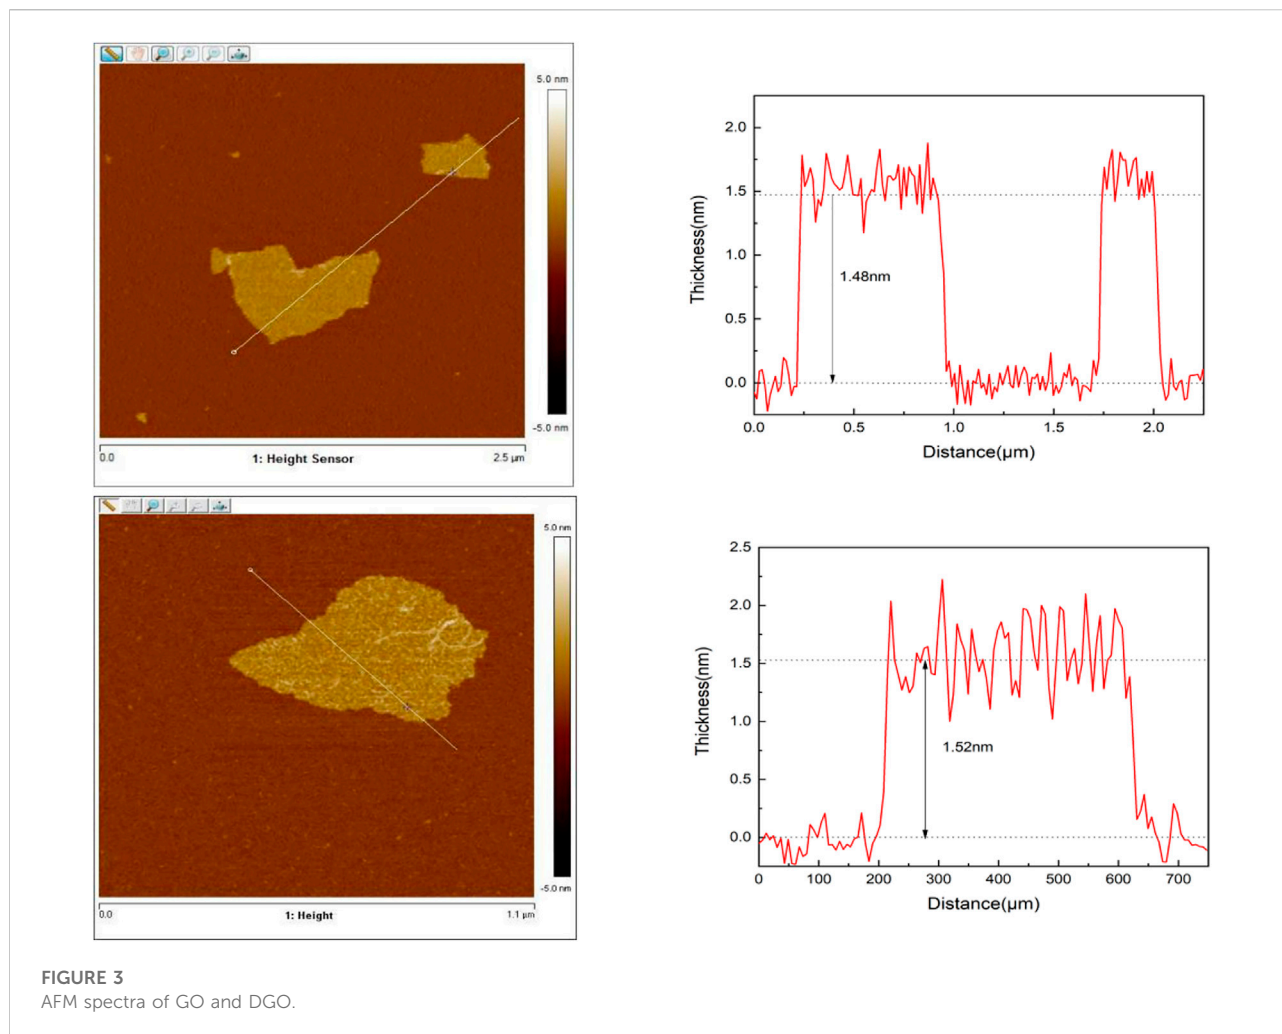 5.0 nm
-5.0 nm
0.0
2.5 µm
1: Height Sensor
2.0
1.5
1.0
0.5
0.0
Thickness(nm)
1.48nm
0.0
0.5
1.0
1.5
2.0
Distance(µm)
5.0 nm
-5.0 nm
0.0
1.1 µm
1: Height
2.5
2.0
1.5
1.0
0.5
0.0
Thickness(nm)
1.52nm
0
100
200
300
400
500
600
700
Distance(µm)
FIGURE 3
AFM spectra of GO and DGO.